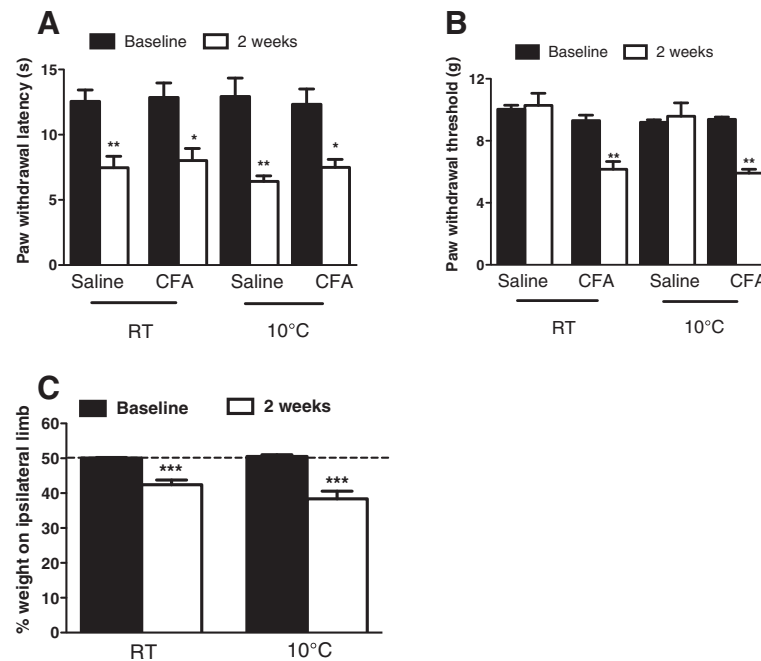 A
Baseline 2 weeks
Paw withdrawal latency (s)
15
10
5
0
** * ** *
Saline CFA Saline CFA
RT 10°C
B
Baseline 2 weeks
Paw withdrawal threshold (g)
12
8
4
0
** **
Saline CFA Saline CFA
RT 10°C
C
Baseline 2 weeks
% weight on ipsilateral limb
60
50
40
30
20
10
0
*** ***
RT 10°C